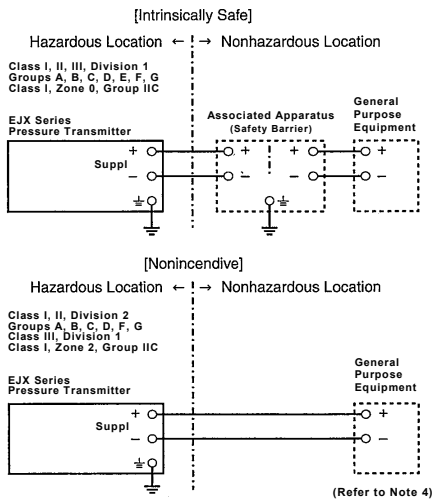 [Intrinsically Safe]
Hazardous Location ← → Nonhazardous Location
Class I, II, III, Division 1
Groups A, B, C, D, E, F, G
Class I, Zone 0, Group IIC
EJX Series
Pressure Transmitter
Associated Apparatus
(Safety Barrier)
General
Purpose
Equipment
Suppl
+ + + +
− − − −
[Nonincendive]
Hazardous Location ← → Nonhazardous Location
Class I, II, Division 2
Groups A, B, C, D, F, G
Class III, Division 1
Class I, Zone 2, Group IIC
EJX Series
Pressure Transmitter
General
Purpose
Equipment
Suppl
+ +
− −
(Refer to Note 4)